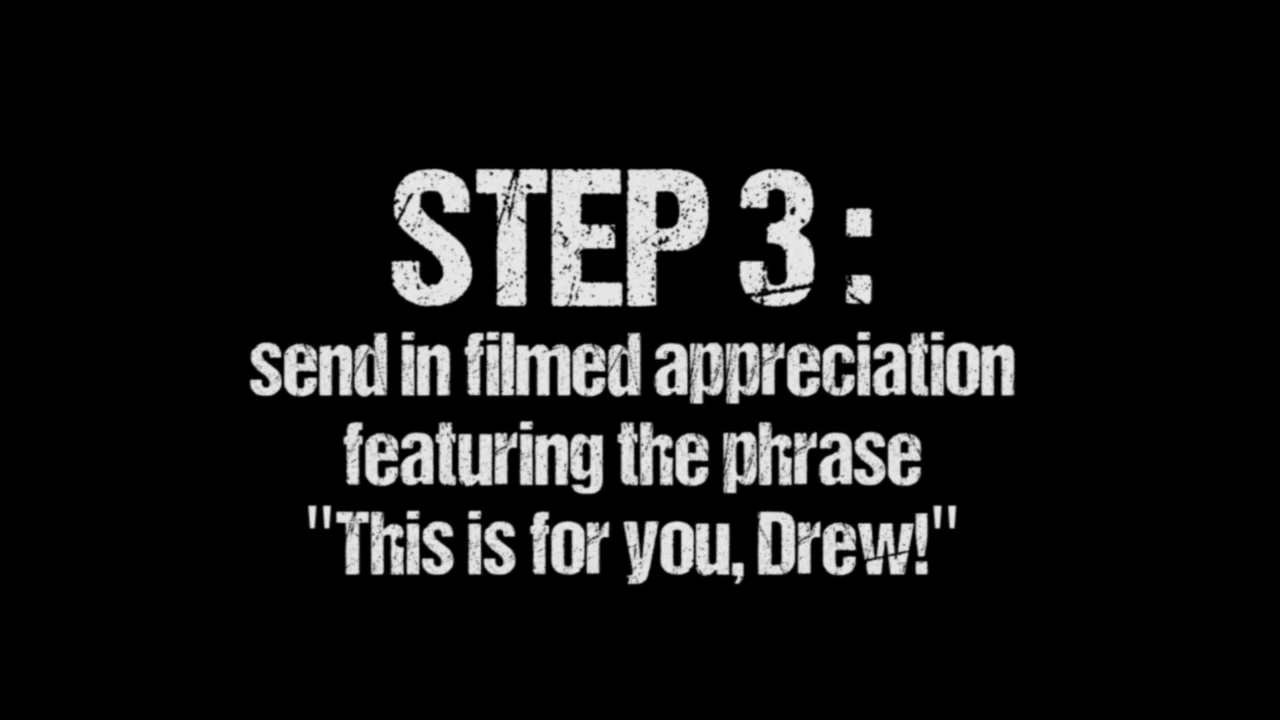 STEP 3 :
send in filmed appreciation
featuring the phrase
"This is for you, Drew!"